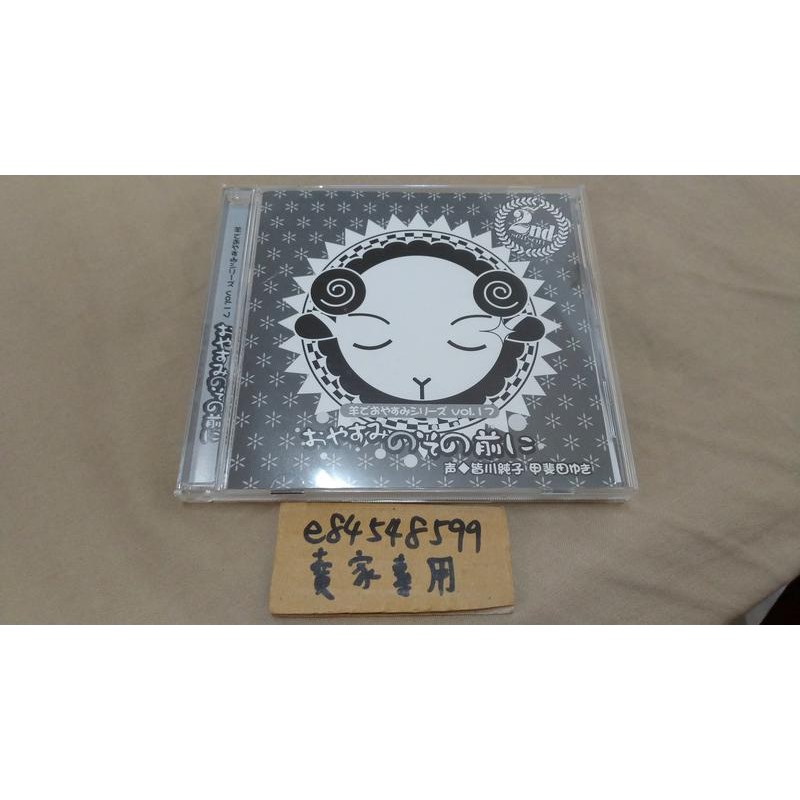 2nd
羊でおやすみシリーズ vol.17
おやすみのその前に
声◆皆川純子 甲斐田ゆき
羊でおやすみシリーズ vol.17 おやすみのその前に
e84548599
賣家專用